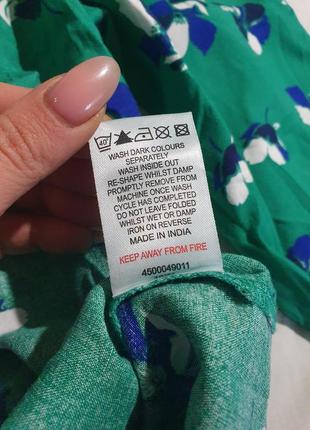 40°
WASH DARK COLOURS
SEPARATELY
WASH INSIDE OUT
RE-SHAPE WHILST DAMP
PROMPTLY REMOVE FROM
MACHINE ONCE WASH
CYCLE HAS COMPLETED
DO NOT LEAVE FOLDED
WHILST WET OR DAMP
IRON ON REVERSE
MADE IN INDIA
KEEP AWAY FROM FIRE
4500049011